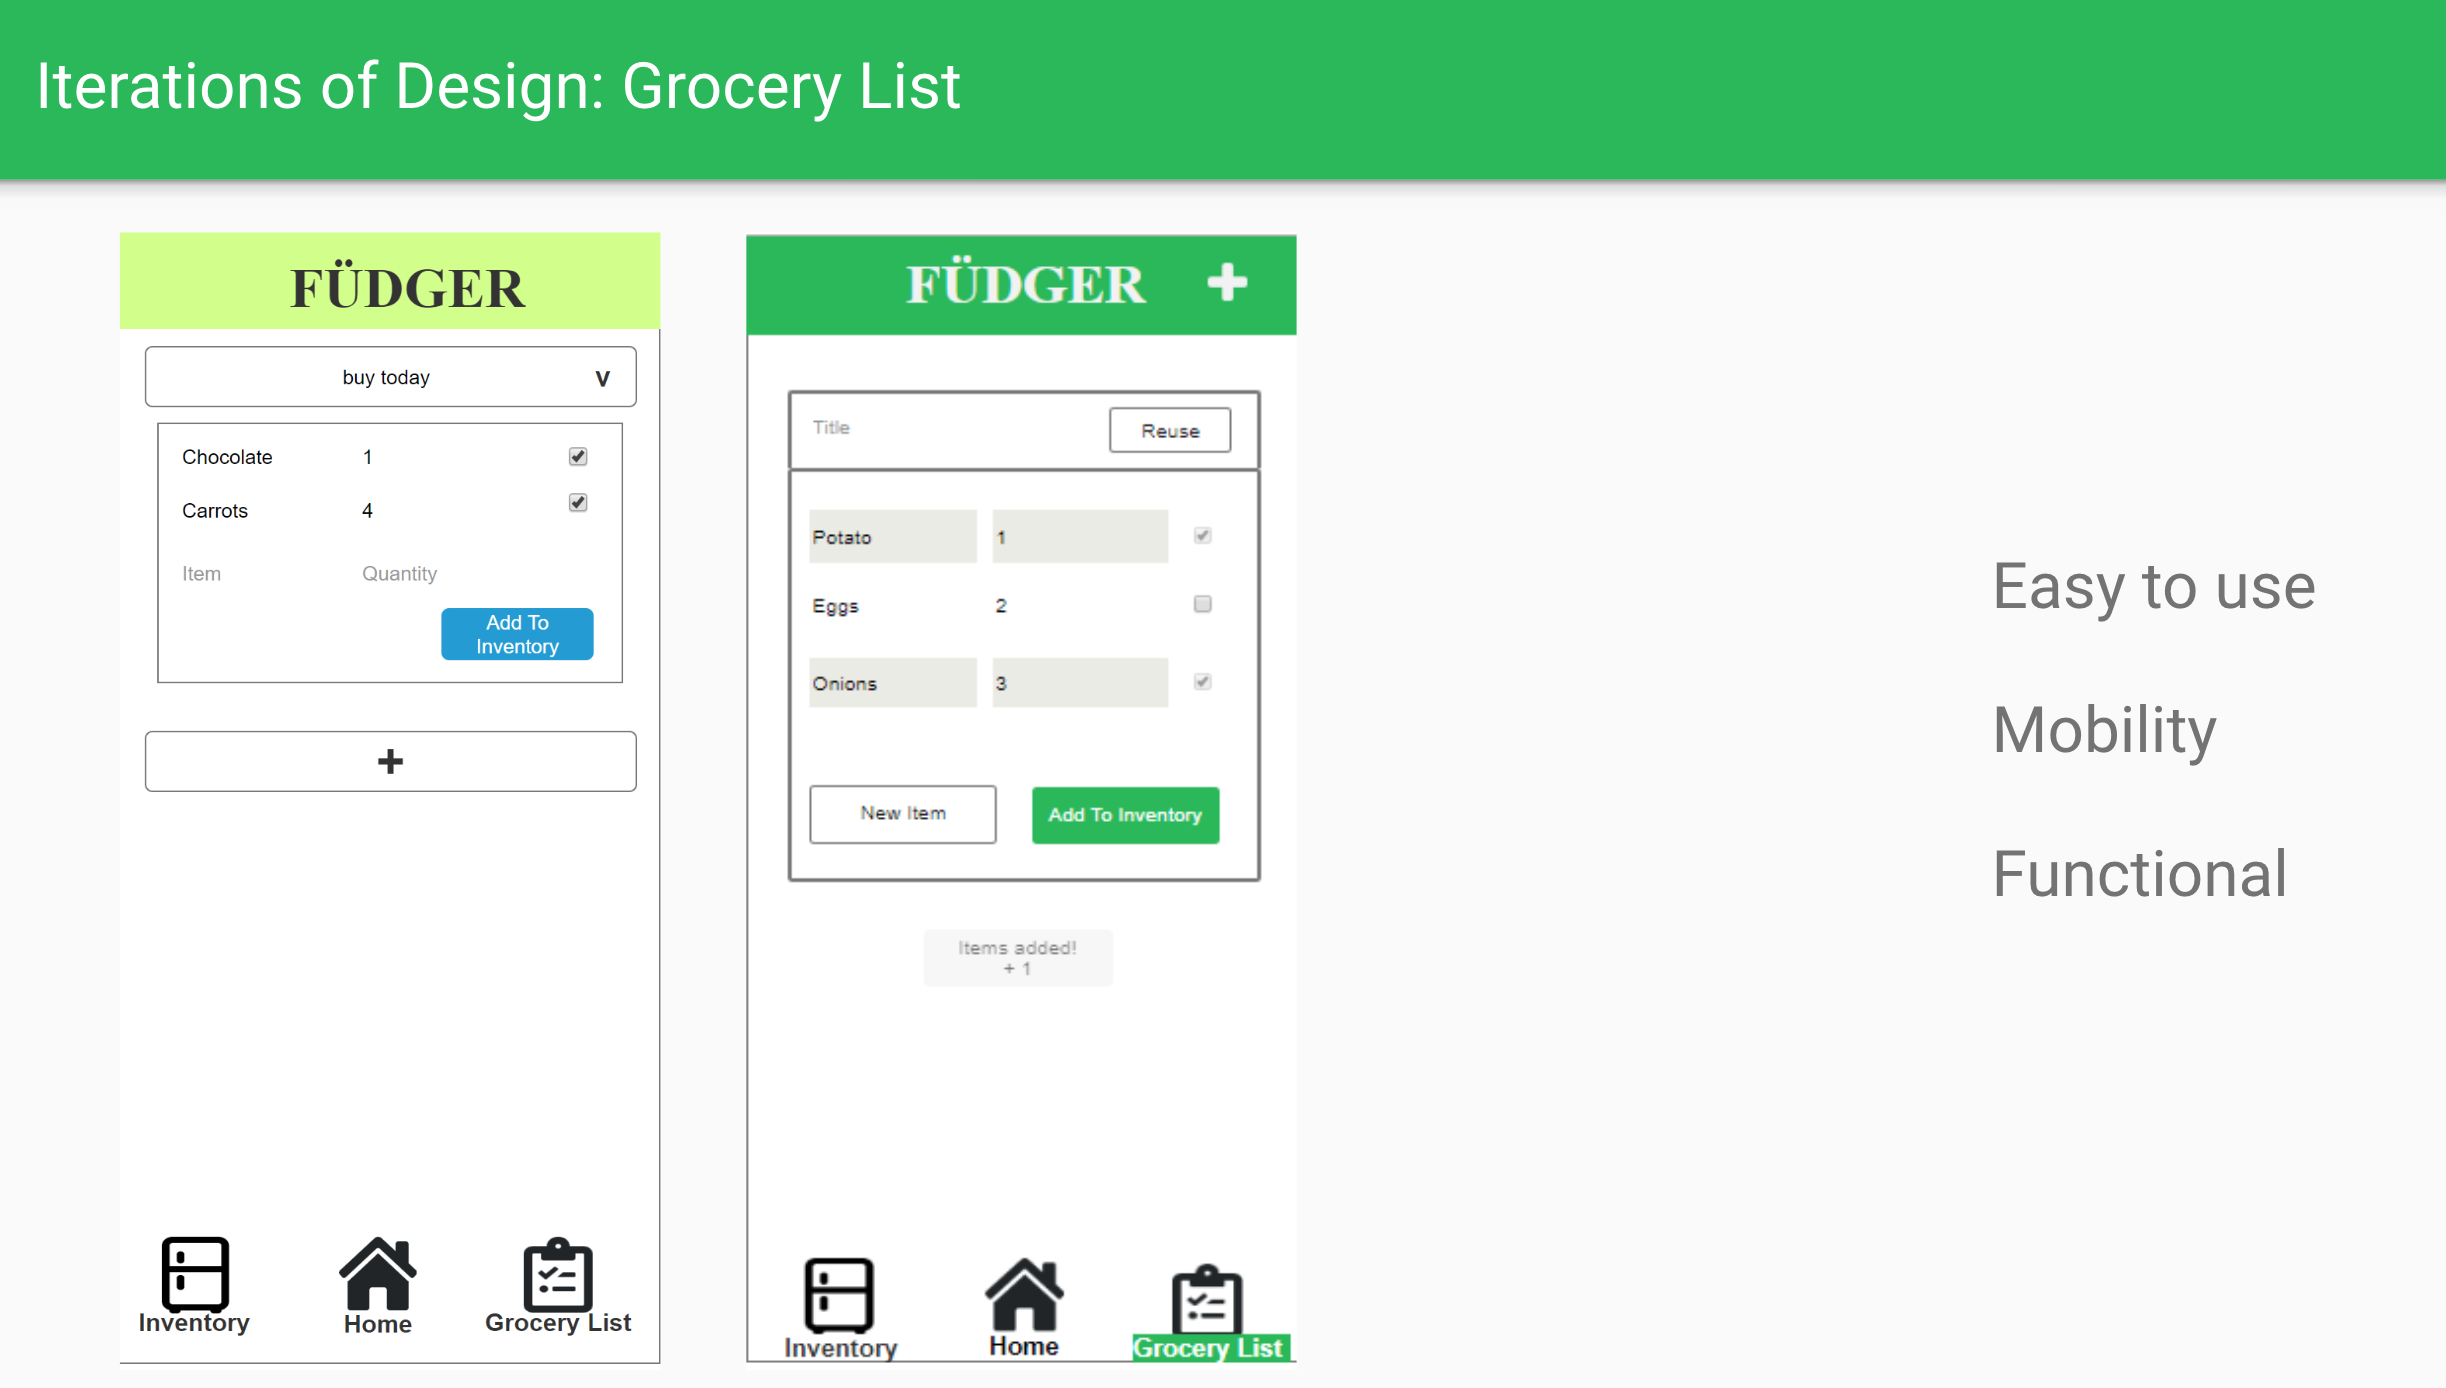 Iterations of Design: Grocery List
FÜDGER
buy today v
Chocolate 1
Carrots 4
Item Quantity
Add To
Inventory
+
Inventory Home Grocery List
FÜDGER +
Title Reuse
Potato 1
Eggs 2
Onions 3
New Item Add To Inventory
Items added!
+ 1
Inventory Home Grocery List
Easy to use
Mobility
Functional